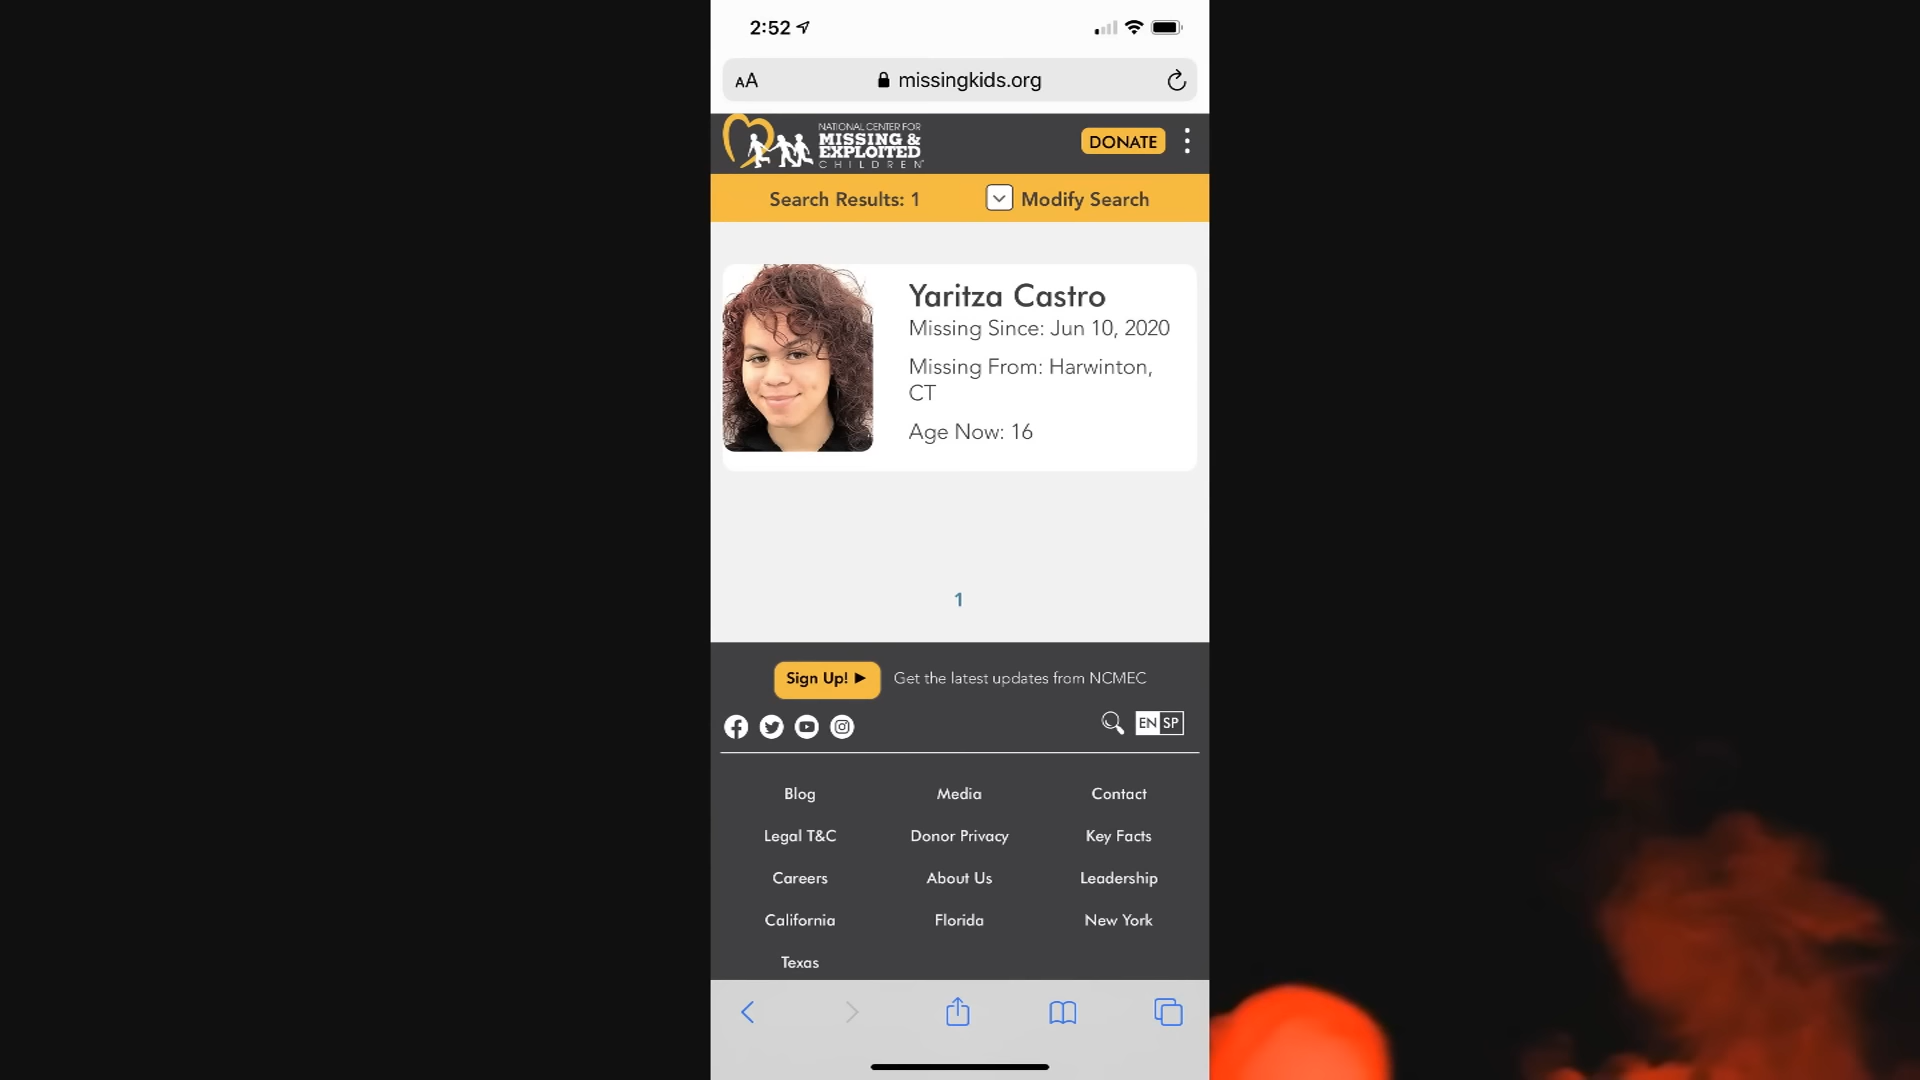 2:52
AA missingkids.org
NATIONAL CENTER FOR
MISSING &
EXPLOITED
CHILDREN
DONATE
Search Results: 1 Modify Search
Yaritza Castro
Missing Since: Jun 10, 2020
Missing From: Harwinton,
CT
Age Now: 16
1
Sign Up! Get the latest updates from NCMEC
EN SP
Blog Media Contact
Legal T&C Donor Privacy Key Facts
Careers About Us Leadership
California Florida New York
Texas